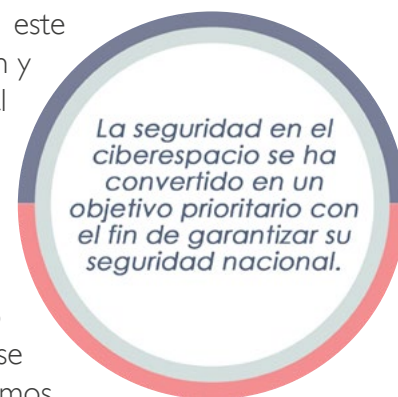 este
y
La seguridad en el
ciberespacio se ha
convertido en un
objetivo prioritario con
el fin de garantizar su
seguridad nacional.
se